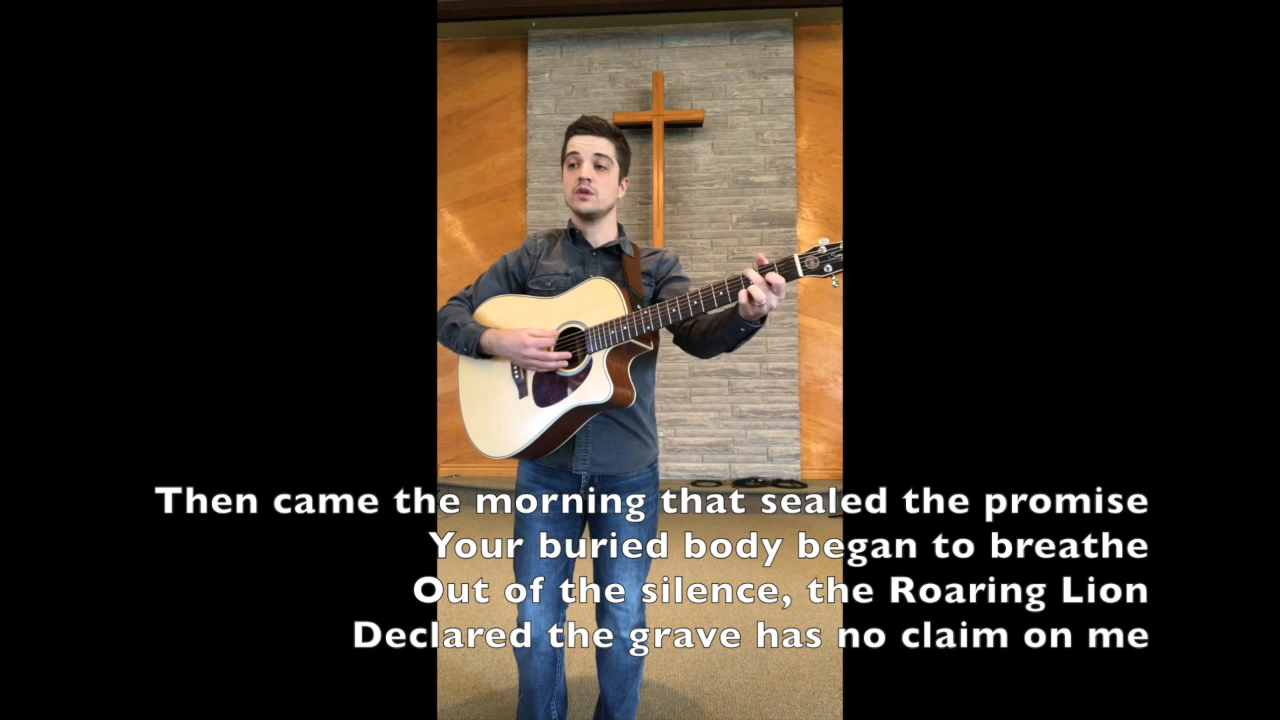 Then came the morning that sealed the promise
Your buried body began to breathe
Out of the silence, the Roaring Lion
Declared the grave has no claim on me